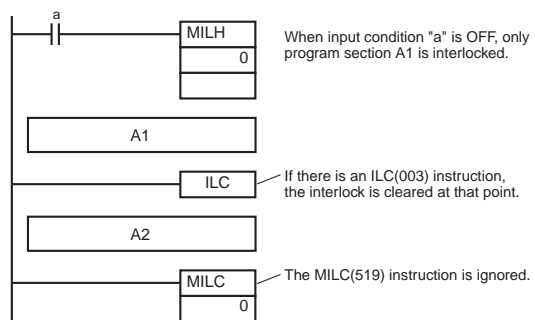 a
MILH
When input condition "a" is OFF, only
program section A1 is interlocked.
0
A1
ILC
If there is an ILC(003) instruction,
the interlock is cleared at that point.
A2
MILC
The MILC(519) instruction is ignored.
0